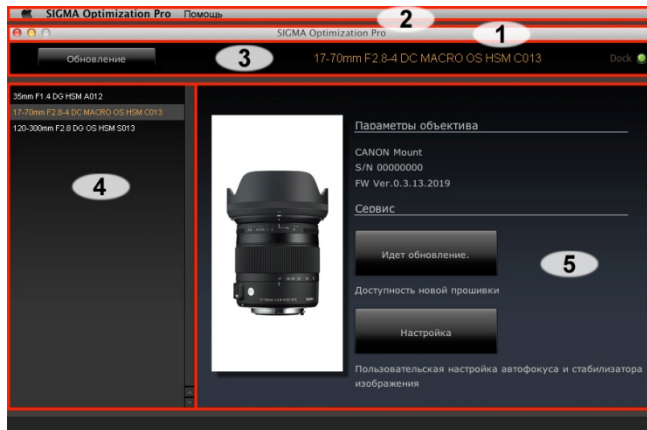 SIGMA Optimization Pro Помощь
2
SIGMA Optimization Pro
1
Обновление
3
17-70mm F2.8-4 DC MACRO OS HSM C013
Dock
35mm F1.4 DG HSM A012
17-70mm F2.8-4 DC MACRO OS HSM C013
120-300mm F2.8 DG OS HSM S013
4
Параметры объектива
CANON Mount
S/N 00000000
FW Ver.0.3.13.2019
Сервис
Идет обновление.
5
Доступность новой прошивки
Настройка
Пользовательская настройка автофокуса и стабилизатора
изображения